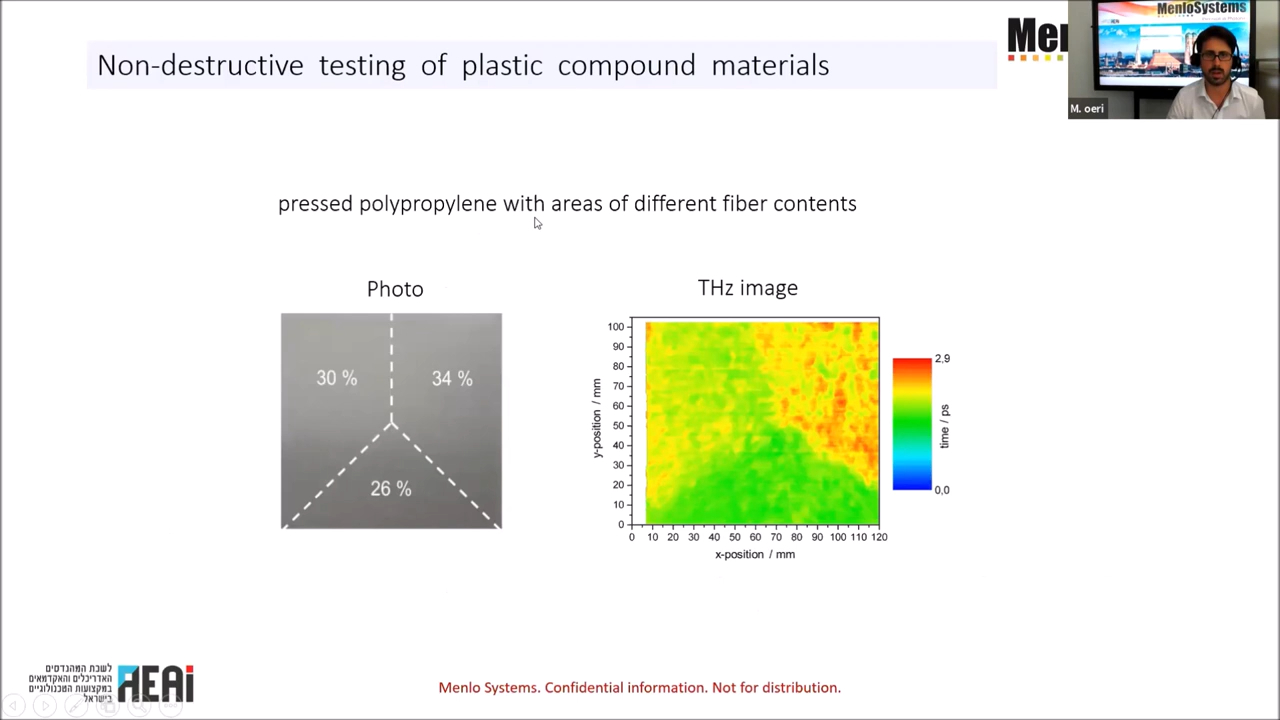 Non-destructive testing of plastic compound materials
Men
MenloSystems
M. oeri
pressed polypropylene with areas of different fiber contents
Photo
THz image
30 %
34 %
26 %
100
90
80
70
60
50
40
30
20
10
0
y-position / mm
0 10 20 30 40 50 60 70 80 90 100 110 120
x-position / mm
2,9
time / ps
0,0
לשכת המהנדסים
האדריכלים והאקדמאים
במקצועות הטכנולוגיים
בישראל
AEAi
Menlo Systems. Confidential information. Not for distribution.